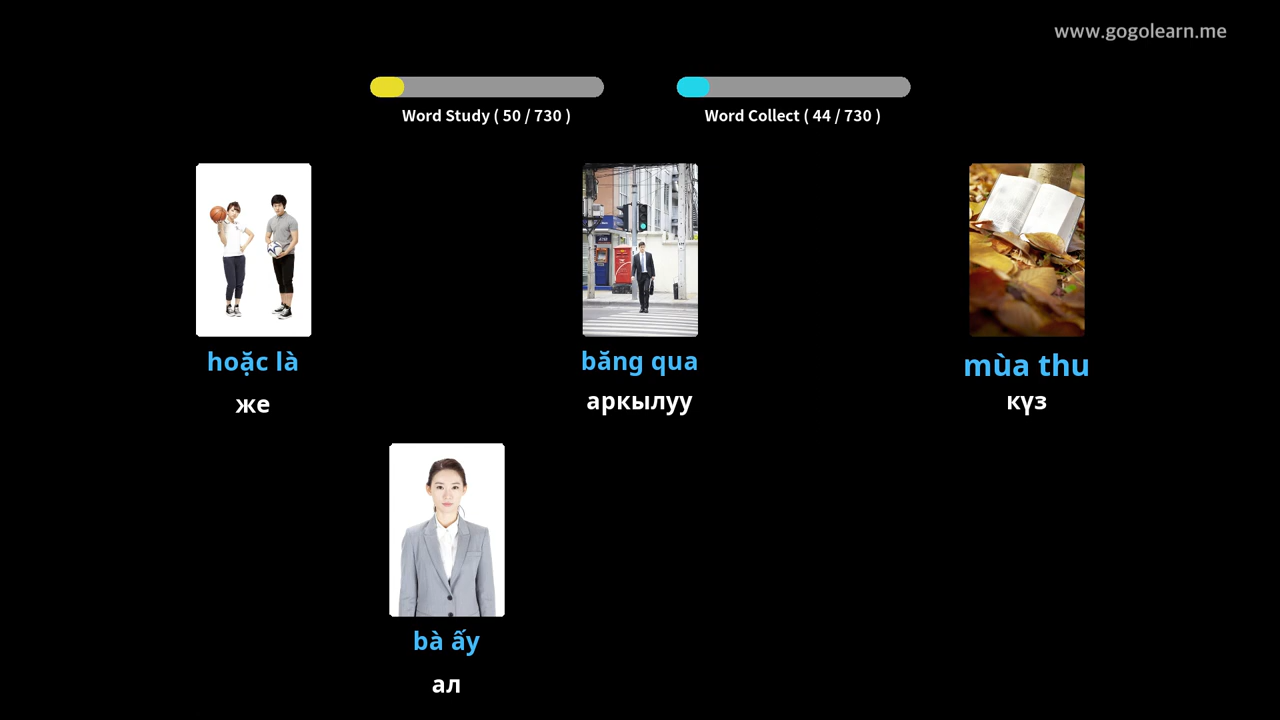 www.gogolearn.me
Word Study ( 50 / 730 )
Word Collect ( 44 / 730 )
hoặc là
же
băng qua
аркылуу
mùa thu
күз
bà ấy
ал